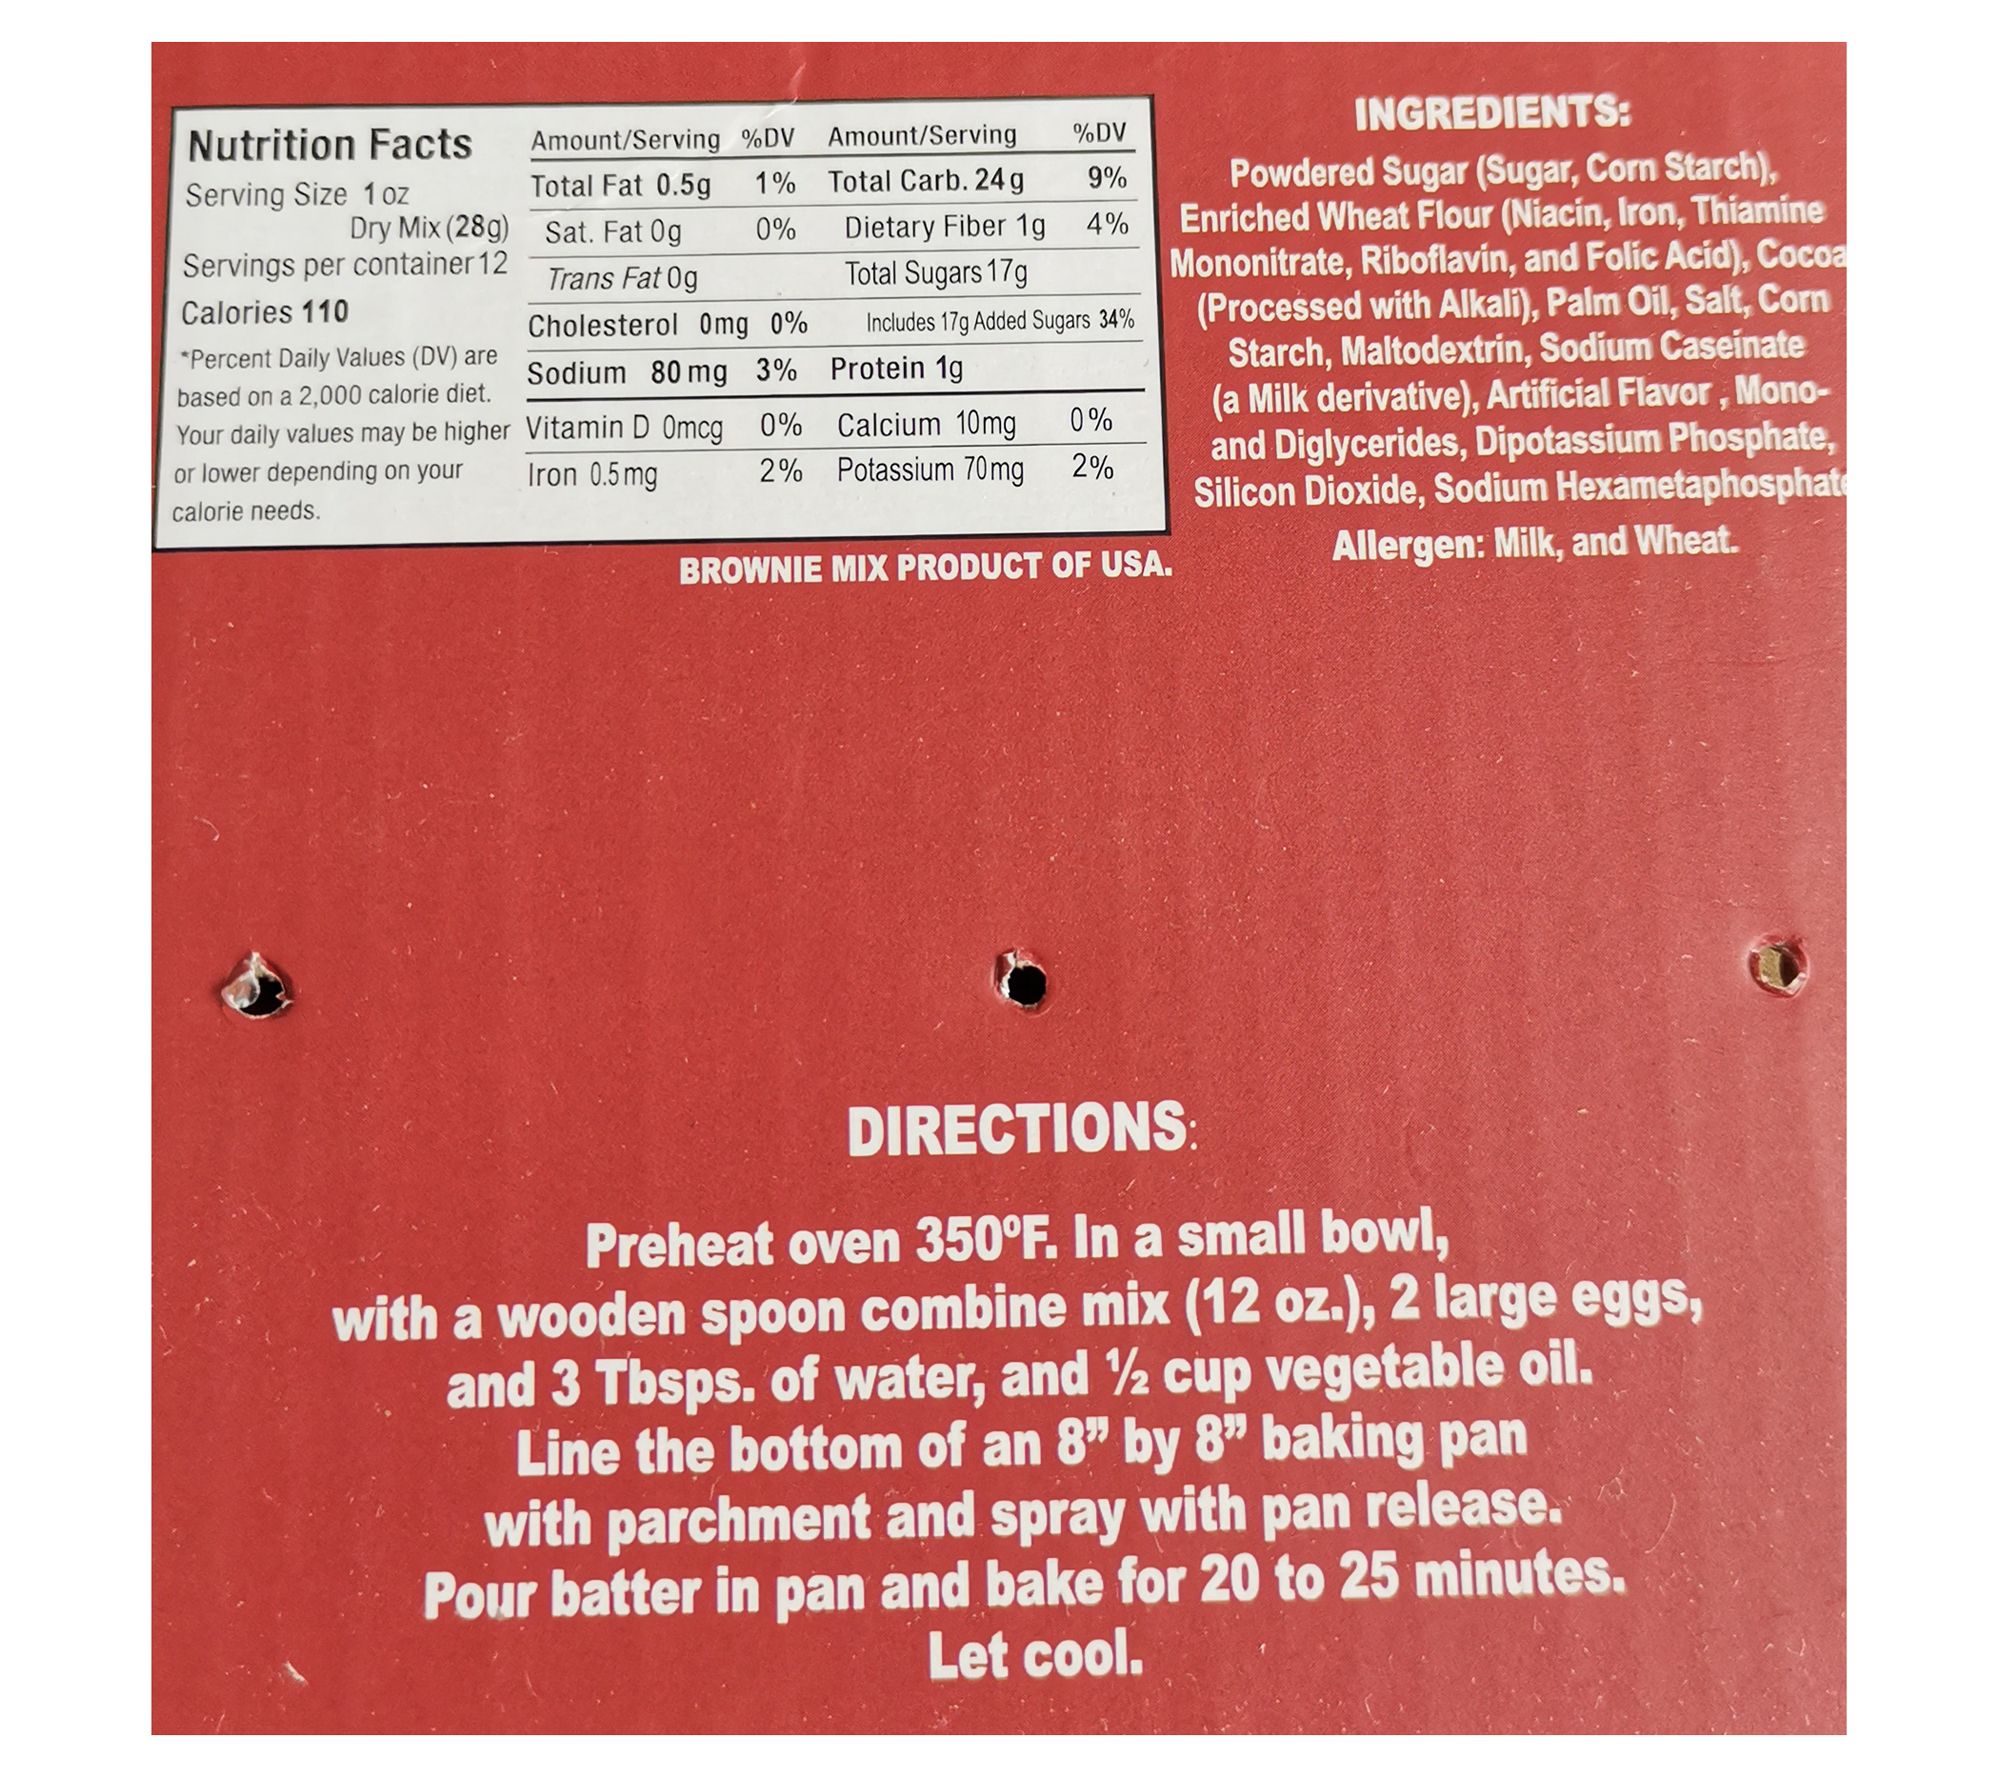 Nutrition Facts
Serving Size 1 oz
Dry Mix (28g)
Servings per container 12
Calories 110
*Percent Daily Values (DV) are
based on a 2,000 calorie diet.
Your daily values may be higher
or lower depending on your
calorie needs.
Amount/Serving %DV Amount/Serving %DV
Total Fat 0.5g 1% Total Carb. 24g 9%
Sat. Fat 0g 0% Dietary Fiber 1g 4%
Trans Fat 0g Total Sugars 17g
Cholesterol 0mg 0% Includes 17g Added Sugars 34%
Sodium 80mg 3% Protein 1g
Vitamin D 0mcg 0% Calcium 10mg 0%
Iron 0.5mg 2% Potassium 70mg 2%
INGREDIENTS:
Powdered Sugar (Sugar, Corn Starch),
Enriched Wheat Flour (Niacin, Iron, Thiamine
Mononitrate, Riboflavin, and Folic Acid), Cocoa
(Processed with Alkali), Palm Oil, Salt, Corn
Starch, Maltodextrin, Sodium Caseinate
(a Milk derivative), Artificial Flavor , Mono-
and Diglycerides, Dipotassium Phosphate,
Silicon Dioxide, Sodium Hexametaphosphate
Allergen: Milk, and Wheat.
BROWNIE MIX PRODUCT OF USA.
DIRECTIONS:
Preheat oven 350ºF. In a small bowl,
with a wooden spoon combine mix (12 oz.), 2 large eggs,
and 3 Tbsps. of water, and ½ cup vegetable oil.
Line the bottom of an 8” by 8” baking pan
with parchment and spray with pan release.
Pour batter in pan and bake for 20 to 25 minutes.
Let cool.